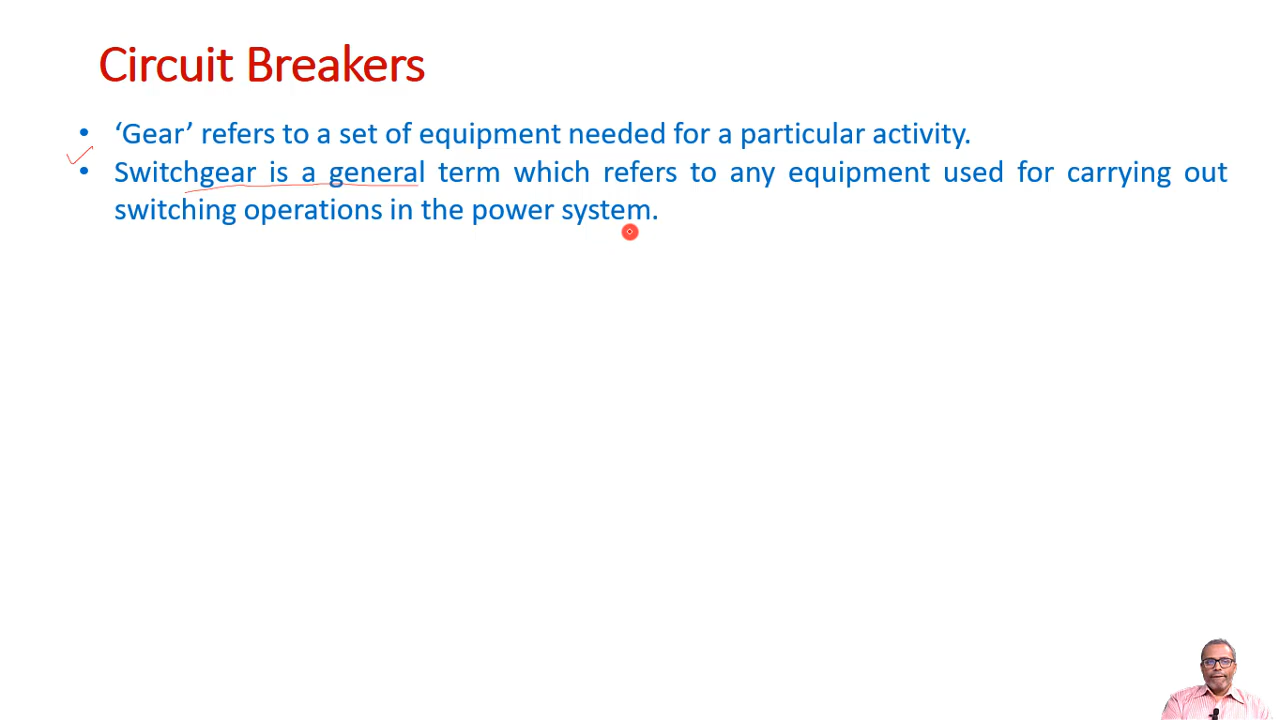 Circuit Breakers
• ‘Gear’ refers to a set of equipment needed for a particular activity.
• Switchgear is a general term which refers to any equipment used for carrying out
switching operations in the power system.